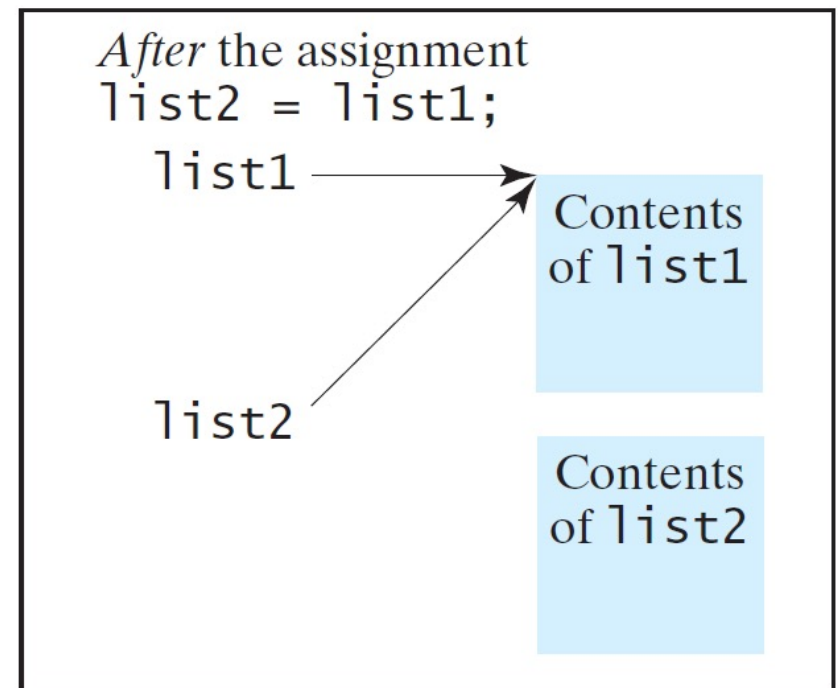 After the assignment
list2 = list1;
list1
Contents
of list1
list2
Contents
of list2